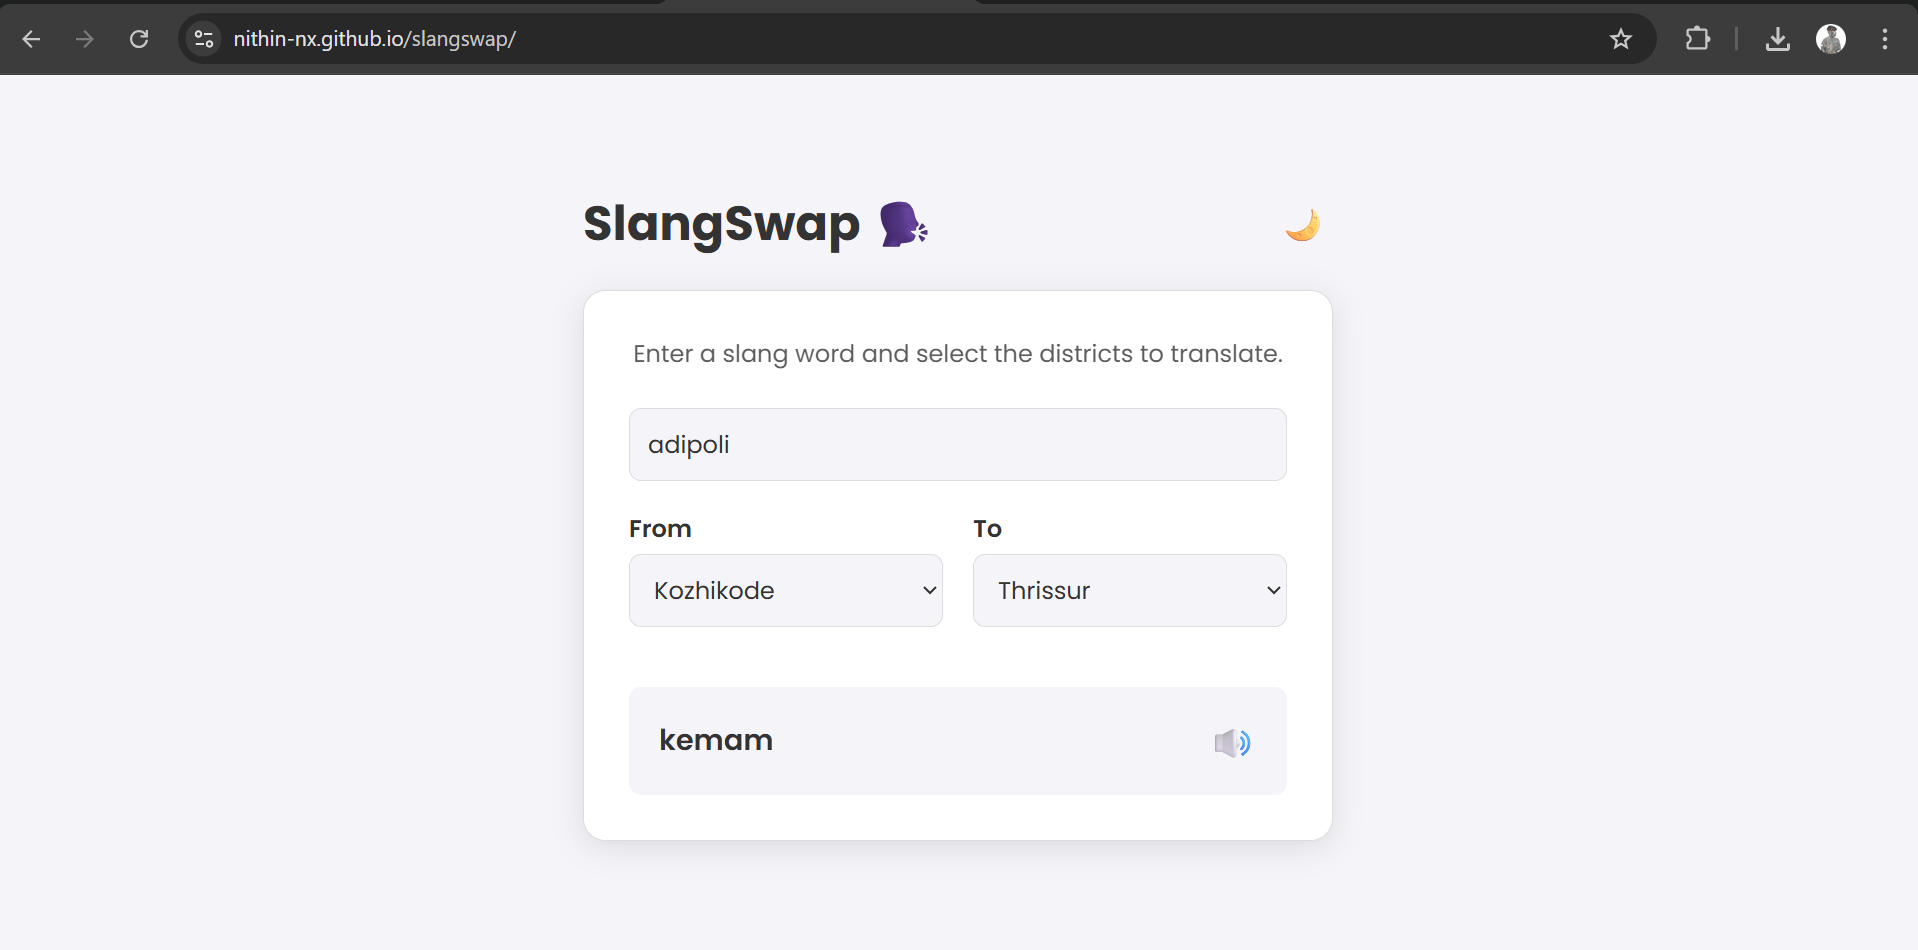 nithin-nx.github.io/slangswap/
SlangSwap
Enter a slang word and select the districts to translate.
adipoli
From
To
Kozhikode
Thrissur
kemam